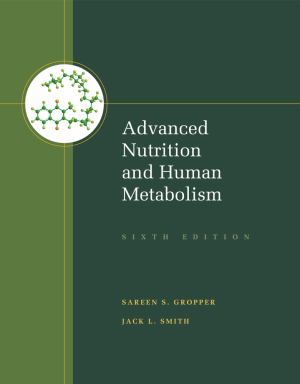 Advanced
Nutrition
and Human
Metabolism
SIXTH EDITION
SAREEN S. GROPPER
JACK L. SMITH